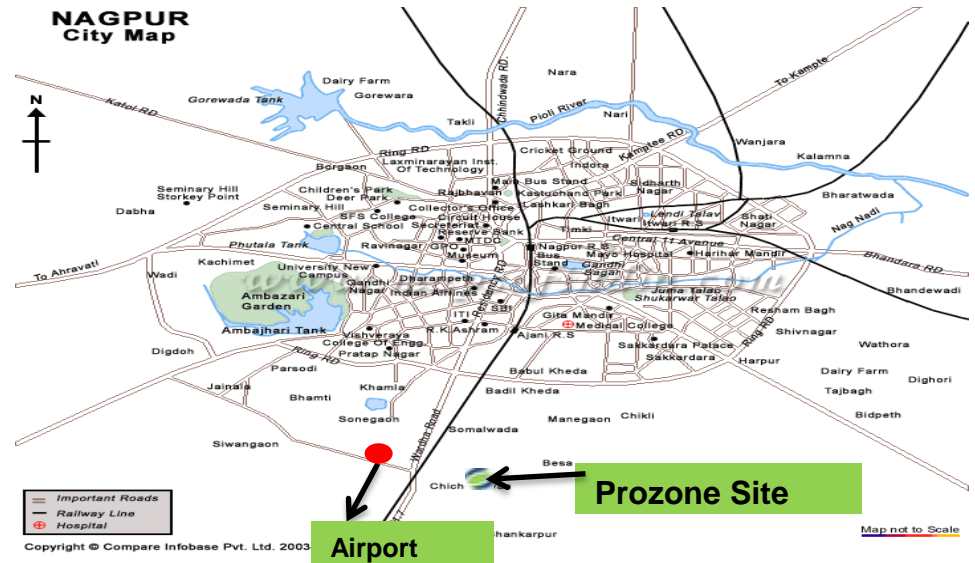 NAGPUR
City Map
N
Dairy Farm
Gorewara
Gorewada Tank
Katol RD
Chhindwada RD.
Nara
To Kampte
Takli
Pioli River
Nari
Kamptee RD.
Wanjara
Kalamna
Ring RD
Cricket Ground
Indora
Borgaon
Laxminarayan Inst.
Of Technology
Main Bus Stand
Sidharth
Nagar
Bharatwada
Seminary Hill
Storkey Point
Children's Park
Deer Park
Rajbhavan
Kastuchand Park
Lashkari Bagh
Dabha
Seminary Hill
Collector's Office
SFS College
Circuit House
Itwari
Lendi Talav
Itwari R.S
Shati
Nagar
Nag Nadi
Central School
Secreteriat
Reserve Bank
Timki
Phutala Tank
Ravinagar
GPO
MTDC
Central 11 Avenue
Nagpur R.S
Museum
Bus
Stand
Mayo Hospital
Harihar Mandir
To Ahravati
Wadi
Kachimet
University New
Campus
Gandhi
Sagar
Bhandara RD
Dharampeth
Gandhi
Nagar
Indian Airlines
Residency RD
Juma Talao
Shukarwar Talao
Bhandewadi
Ambazari
Garden
SBI
ITI
Gita Mandir
Resham Bagh
Ambajhari Tank
Vishveraya
College Of Engg.
R.K Ashram
Ajani R.S
Medical College
Shivnagar
Ring RD
Sakkardara Palace
Sakkardara
Wathora
Digdoh
Ring RD
Pratap Nagar
Harpur
Parsodi
Babul Kheda
Dairy Farm
Dighori
Jainala
Khamla
Badil Kheda
Tajbagh
Bhamti
Sonegaon
Manegaon
Chikli
Bidpeth
Siwangaon
Wardha Road
Somalwada
Besa
Chich
Prozone Site
Important Roads
Railway Line
Hospital
Airport
hankarpur
Map not to Scale
Copyright © Compare Infobase Pvt. Ltd. 2003